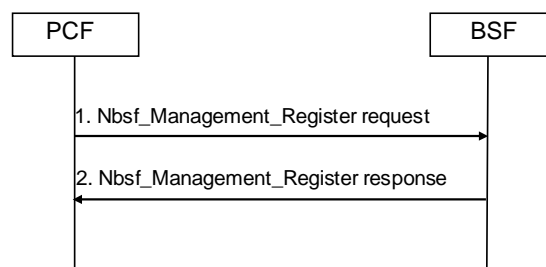 PCF
BSF
1. Nbsf_Management_Register request
2. Nbsf_Management_Register response